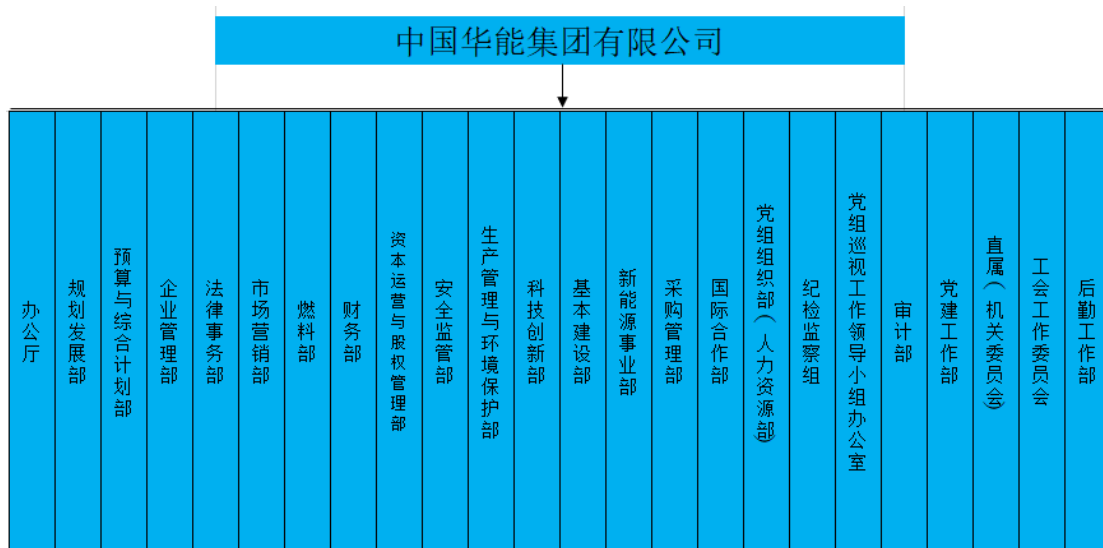 中国华能集团有限公司
办公厅
规划发展部
预算与综合计划部
企业管理部
法律事务部
市场营销部
燃料部
财务部
资本运营与股权管理部
安全监管部
生产管理与环境保护部
科技创新部
基本建设部
新能源事业部
采购管理部
国际合作部
党组组织部（人力资源部）
纪检监察组
党组巡视工作领导小组办公室
审计部
党建工作部
直属（机关委员会）
工会工作委员会
后勤工作部